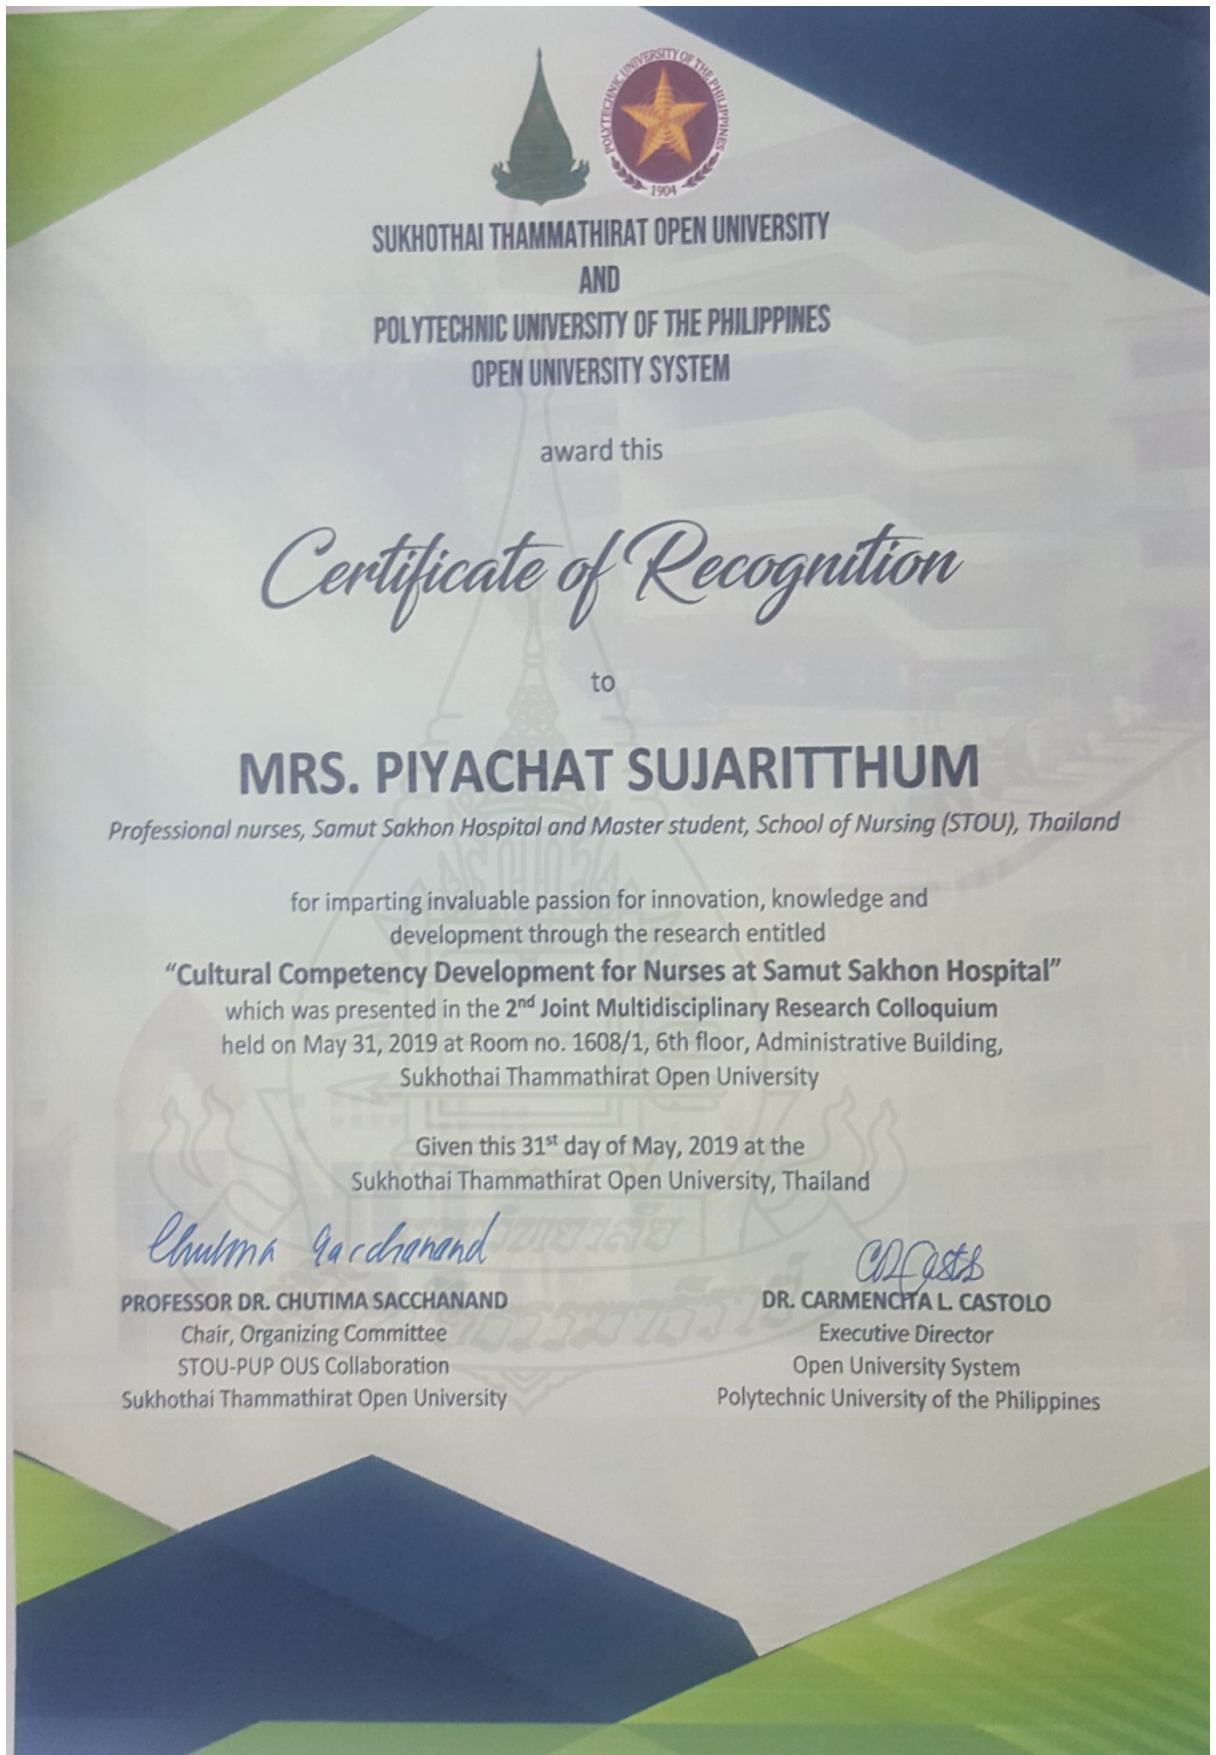 POLYTECHNIC UNIVERSITY OF THE PHILIPPINES
1904
SUKHOTHAI THAMMATHIRAT OPEN UNIVERSITY
AND
POLYTECHNIC UNIVERSITY OF THE PHILIPPINES
OPEN UNIVERSITY SYSTEM
award this
Certificate of Recognition
to
MRS. PIYACHAT SUJARITTHUM
Professional nurses, Samut Sakhon Hospital and Master student, School of Nursing (STOU), Thailand
for imparting invaluable passion for innovation, knowledge and
development through the research entitled
“Cultural Competency Development for Nurses at Samut Sakhon Hospital”
which was presented in the 2nd Joint Multidisciplinary Research Colloquium
held on May 31, 2019 at Room no. 1608/1, 6th floor, Administrative Building,
Sukhothai Thammathirat Open University
Given this 31st day of May, 2019 at the
Sukhothai Thammathirat Open University, Thailand
PROFESSOR DR. CHUTIMA SACCHANAND
Chair, Organizing Committee
STOU-PUP OUS Collaboration
Sukhothai Thammathirat Open University
DR. CARMENCITA L. CASTOLO
Executive Director
Open University System
Polytechnic University of the Philippines